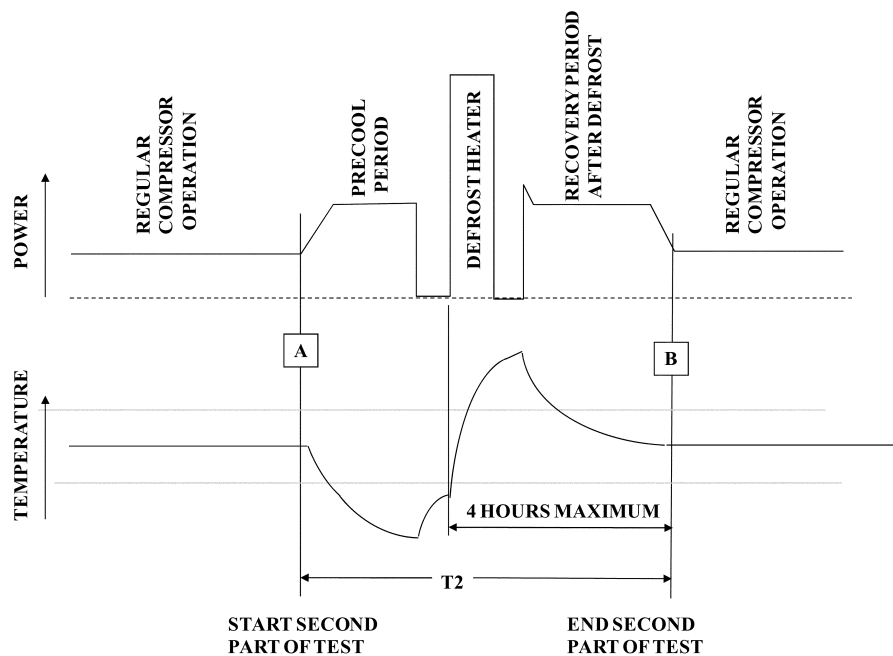 REGULAR
COMPRESSOR
OPERATION
PRECOOL
PERIOD
DEFROST HEATER
RECOVERY PERIOD
AFTER DEFROST
REGULAR
COMPRESSOR
OPERATION
POWER
A
B
TEMPERATURE
4 HOURS MAXIMUM
T2
START SECOND
PART OF TEST
END SECOND
PART OF TEST